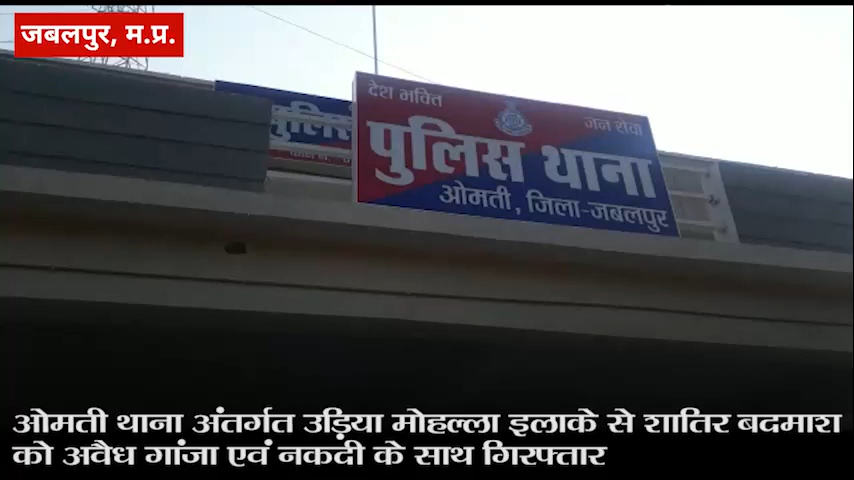 जबलपुर, म.प्र.
देश भक्ति
जन सेवा
पुलिस
पुलिस थाना
ओमती, जिला-जबलपुर
ओमती थाना अंतर्गत उड़िया मोहल्ला इलाके से शातिर बदमाश
को अवैध गांजा एवं नकदी के साथ गिरफ्तार